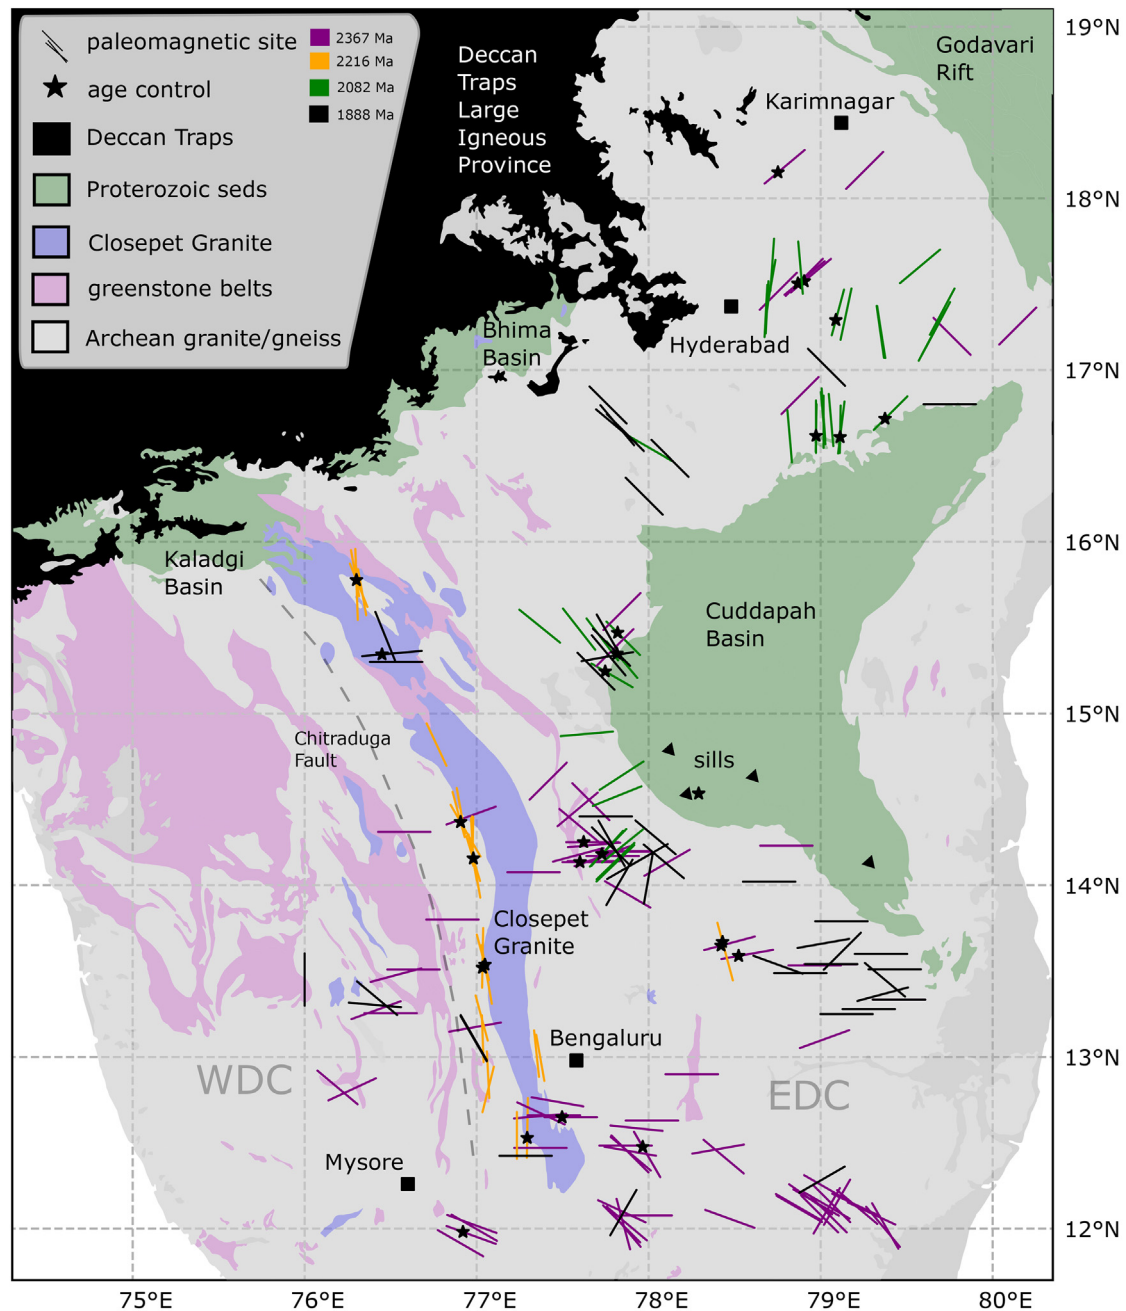 paleomagnetic site
age control
Deccan Traps
Proterozoic seds
Closepet Granite
greenstone belts
Archean granite/gneiss
2367 Ma
2216 Ma
2082 Ma
1888 Ma
Deccan
Traps
Large
Igneous
Province
Godavari
Rift
Karimnagar
Hyderabad
Bhima
Basin
Kaladgi
Basin
Cuddapah
Basin
sills
Chitraduga
Fault
Closepet
Granite
Bengaluru
WDC
EDC
Mysore
19°N
18°N
17°N
16°N
15°N
14°N
13°N
12°N
75°E
76°E
77°E
78°E
79°E
80°E